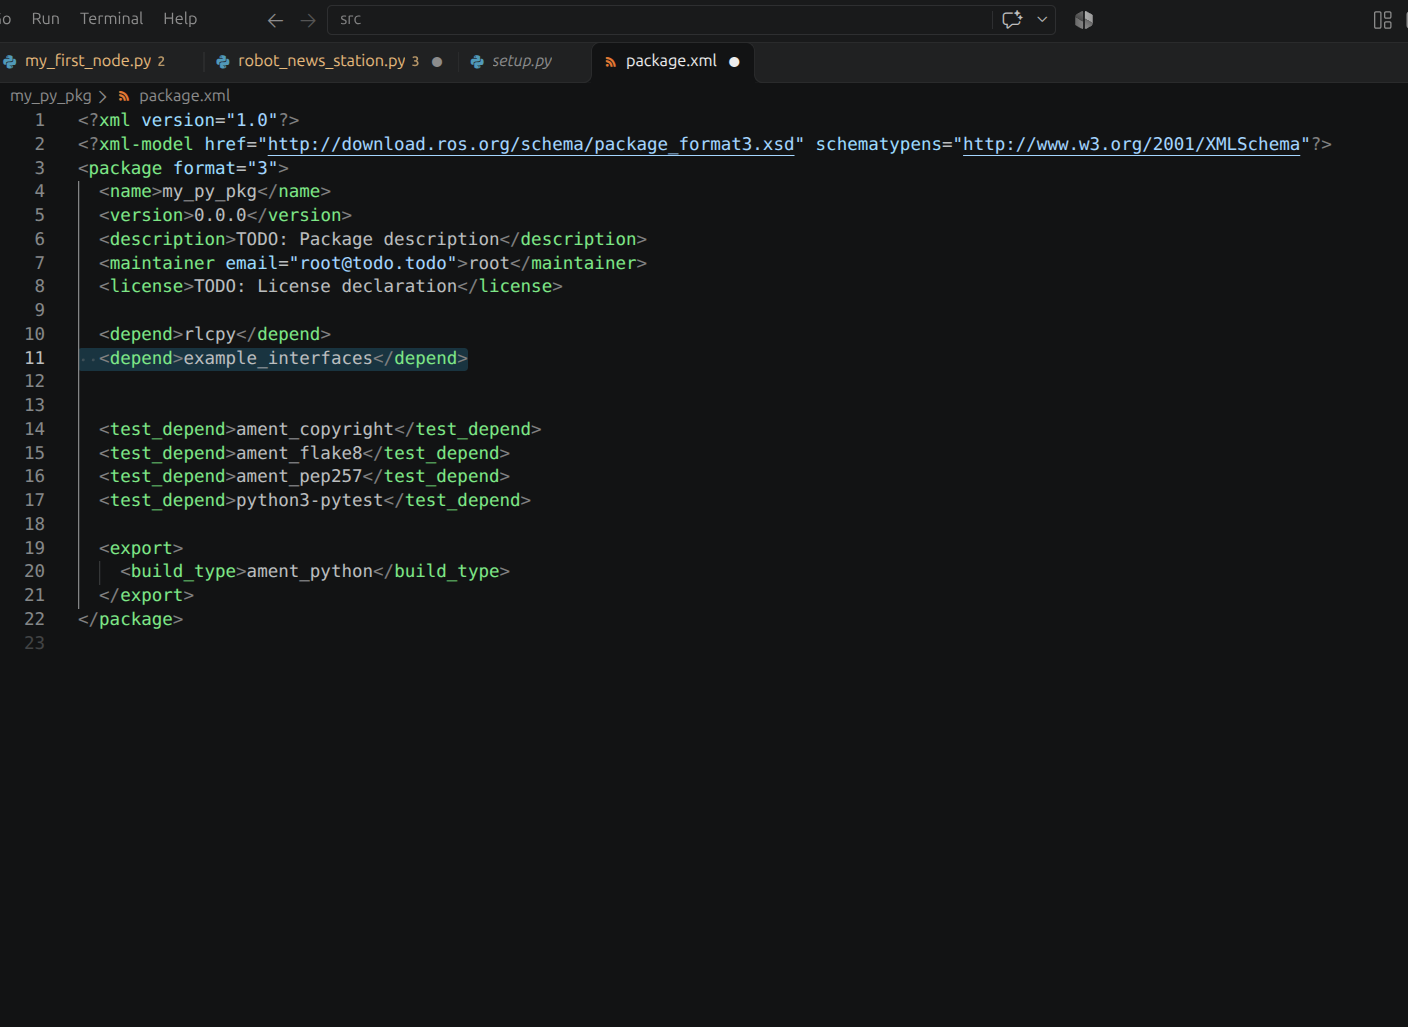 Run Terminal Help src
my_first_node.py 2 robot_news_station.py 3 setup.py package.xml
my_py_pkg > package.xml
1 <?xml version="1.0"?>
2 <?xml-model href="http://download.ros.org/schema/package_format3.xsd" schematypens="http://www.w3.org/2001/XMLSchema"?>
3 <package format="3">
4 <name>my_py_pkg</name>
5 <version>0.0.0</version>
6 <description>TODO: Package description</description>
7 <maintainer email="root@todo.todo">root</maintainer>
8 <license>TODO: License declaration</license>
9
10 <depend>rlcpy</depend>
11 <depend>example_interfaces</depend>
12
13
14 <test_depend>ament_copyright</test_depend>
15 <test_depend>ament_flake8</test_depend>
16 <test_depend>ament_pep257</test_depend>
17 <test_depend>python3-pytest</test_depend>
18
19 <export>
20 <build_type>ament_python</build_type>
21 </export>
22 </package>
23